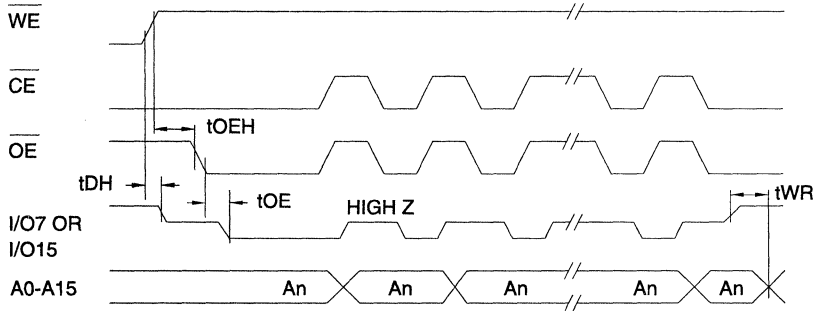 WE
CE
tOEH
OE
tDH
tOE
tWR
HIGH Z
I/O7 OR
I/O15
A0-A15
An An An An An